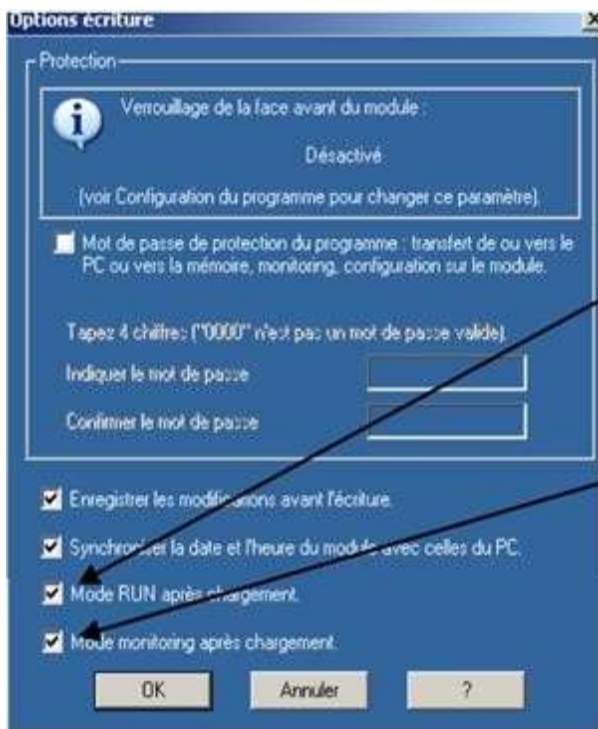 Options écriture
Protection
Verrouillage de la face avant du module :
Désactivé
(voir Configuration du programme pour changer ce paramètre).
Mot de passe de protection du programme : transfert de ou vers le
PC ou vers la mémoire, monitoring, configuration sur le module.
Tapez 4 chiffres ("0000" n'est pas un mot de passe valide).
Indiquer le mot de passe
Confirmer le mot de passe
Enregistrer les modifications avant l'écriture.
Synchroniser la date et l'heure du module avec celles du PC.
Mode RUN après chargement.
Mode monitoring après chargement.
OK Annuler ?